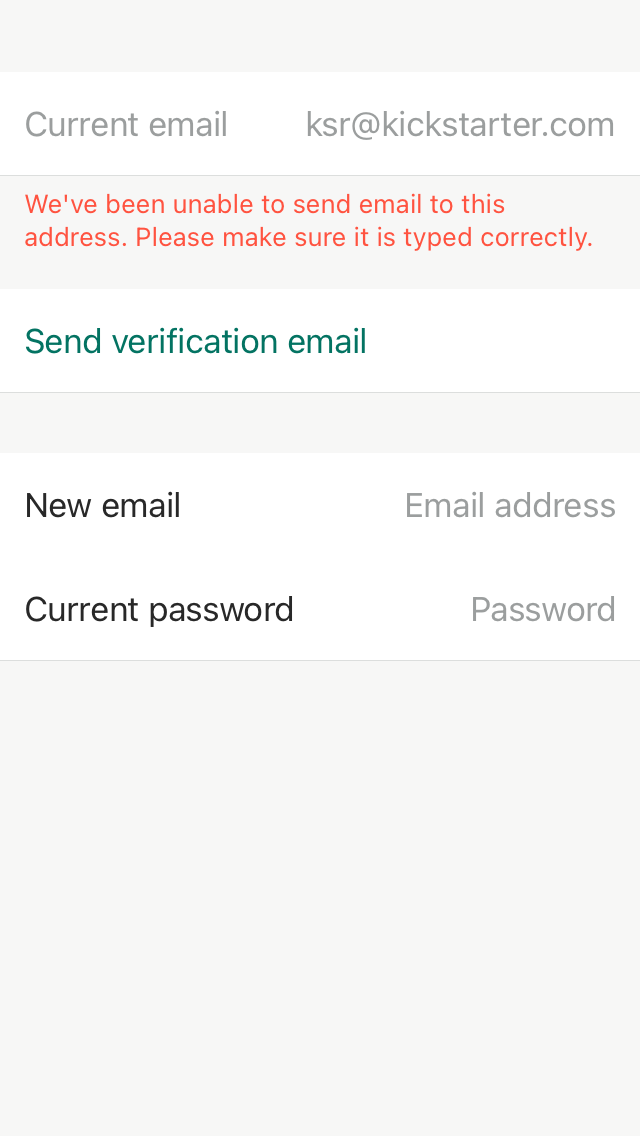 Current email ksr@kickstarter.com
We've been unable to send email to this
address. Please make sure it is typed correctly.
Send verification email
New email Email address
Current password Password